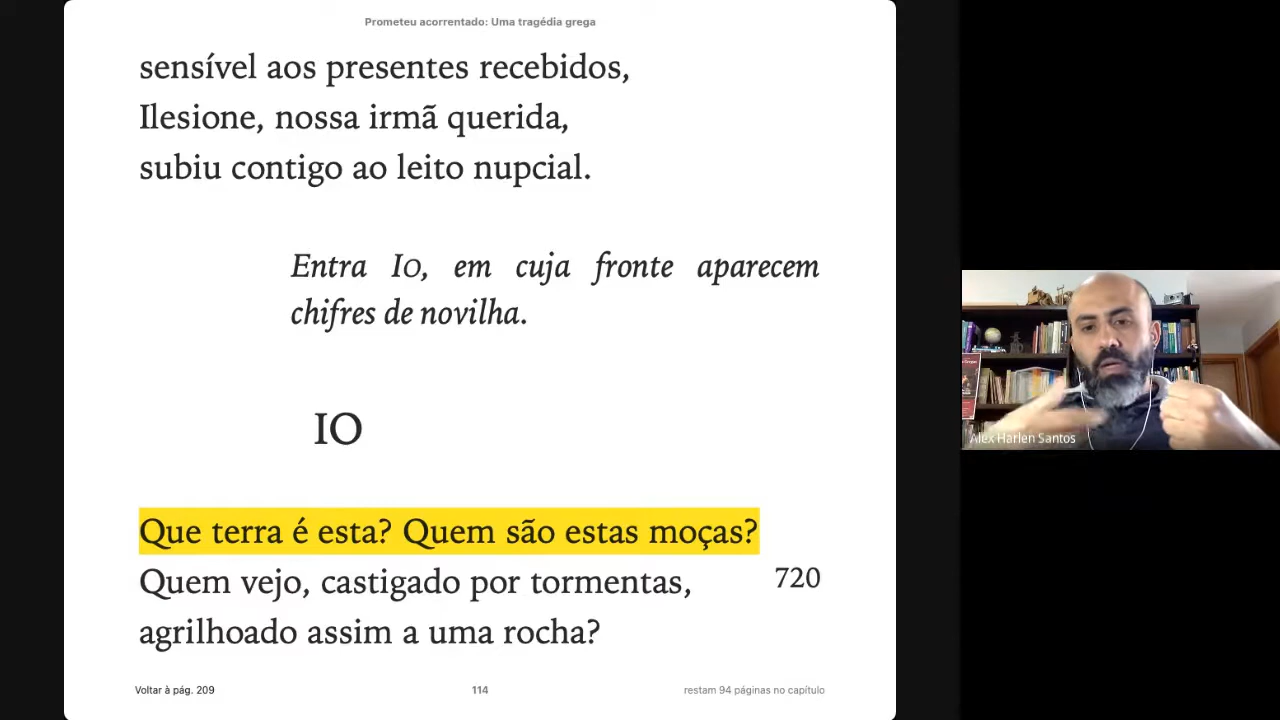 Prometeu acorrentado: Uma tragédia grega
sensível aos presentes recebidos,
Ilesione, nossa irmã querida,
subiu contigo ao leito nupcial.
Entra Io, em cuja fronte aparecem
chifres de novilha.
IO
Que terra é esta? Quem são estas moças?
Quem vejo, castigado por tormentas, 720
agrilhoado assim a uma rocha?
Voltar à pág. 209 114 restam 94 páginas no capítulo
Alex Harlen Santos